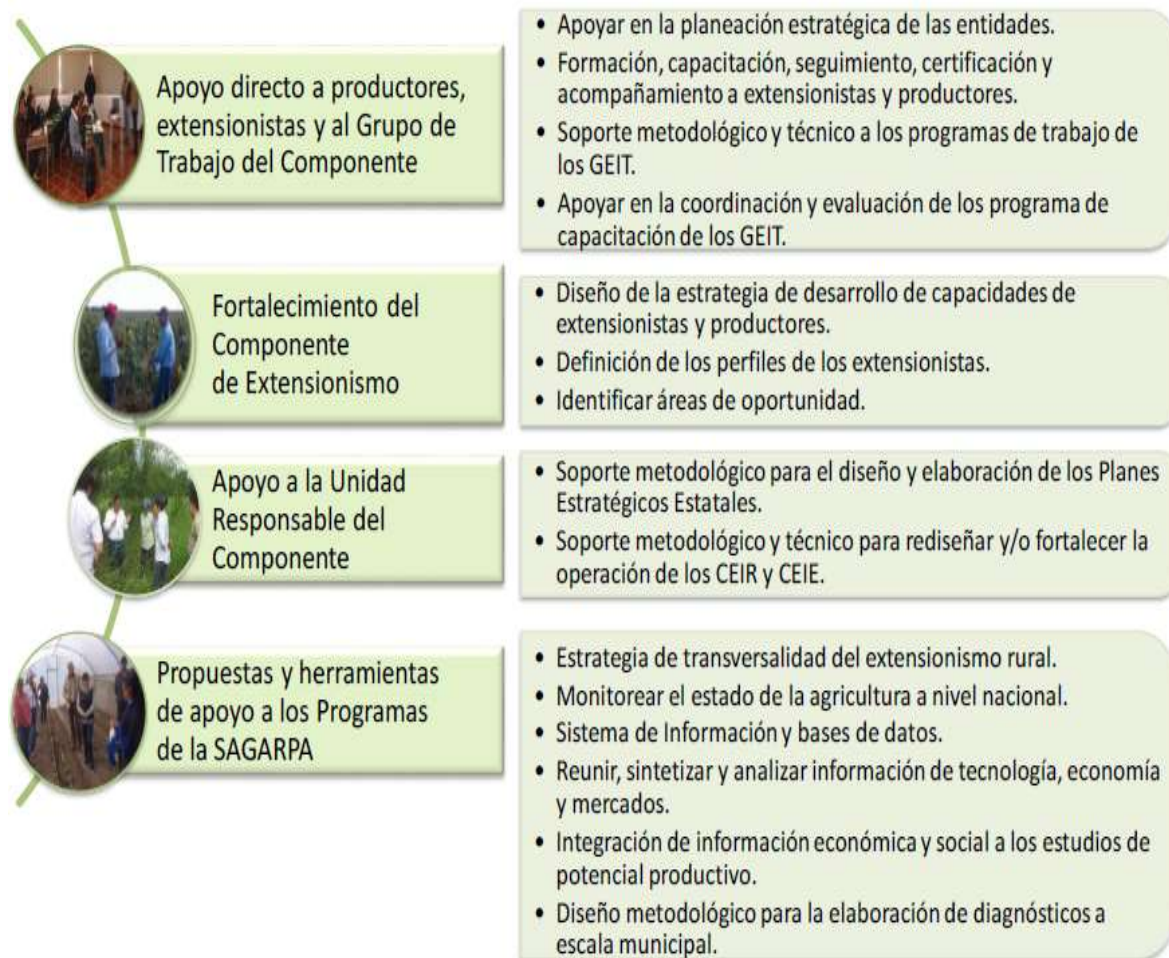 Apoyo directo a productores,
extensionistas y al Grupo de
Trabajo del Componente
• Apoyar en la planeación estratégica de las entidades.
• Formación, capacitación, seguimiento, certificación y
acompañamiento a extensionistas y productores.
• Soporte metodológico y técnico a los programas de trabajo de
los GEIT.
• Apoyar en la coordinación y evaluación de los programa de
capacitación de los GEIT.
Fortalecimiento del
Componente
de Extensionismo
• Diseño de la estrategia de desarrollo de capacidades de
extensionistas y productores.
• Definición de los perfiles de los extensionistas.
• Identificar áreas de oportunidad.
Apoyo a la Unidad
Responsable del
Componente
• Soporte metodológico para el diseño y elaboración de los Planes
Estratégicos Estatales.
• Soporte metodológico y técnico para rediseñar y/o fortalecer la
operación de los CEIR y CEIE.
Propuestas y herramientas
de apoyo a los Programas
de la SAGARPA
• Estrategia de transversalidad del extensionismo rural.
• Monitorear el estado de la agricultura a nivel nacional.
• Sistema de Información y bases de datos.
• Reunir, sintetizar y analizar información de tecnología, economía
y mercados.
• Integración de información económica y social a los estudios de
potencial productivo.
• Diseño metodológico para la elaboración de diagnósticos a
escala municipal.